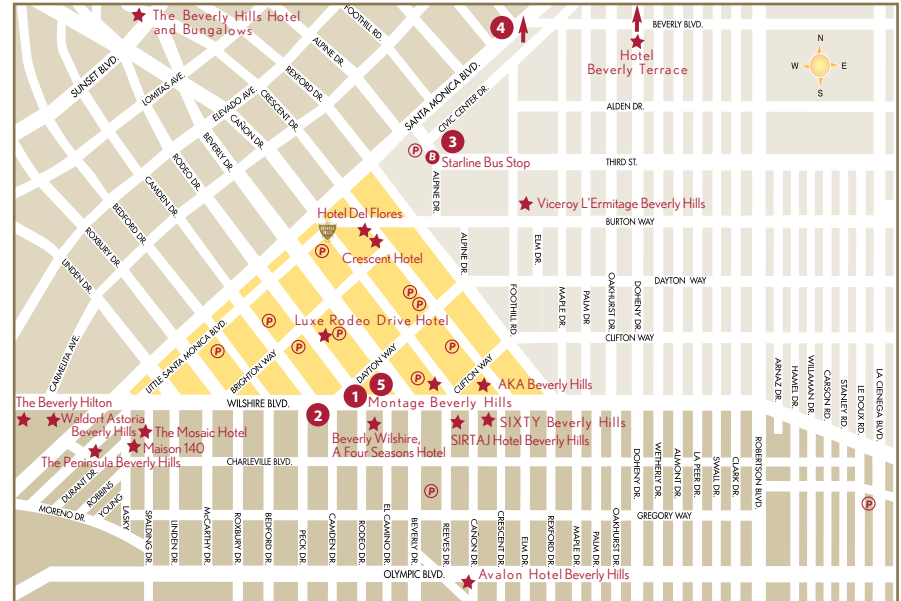 The Beverly Hills Hotel
and Bungalows
FOOTHILL RD.
4
BEVERLY BLVD.
Hotel
Beverly Terrace
N
W
E
S
SUNSET BLVD.
LOMITAS AVE.
ALPINE DR.
REXFORD DR.
ELEVADO AVE.
CRESCENT DR.
CAÑON DR.
BEVERLY DR.
RODEO DR.
CAMDEN DR.
BEDFORD DR.
ROXBURY DR.
LINDEN DR.
CARMELITA AVE.
SANTA MONICA BLVD.
CIVIC CENTER DR.
ALDEN DR.
3
P
B
Starline Bus Stop
THIRD ST.
ALPINE DR.
Viceroy L'Ermitage Beverly Hills
BURTON WAY
Hotel Del Flores
Crescent Hotel
P
ALPINE DR.
ELM DR.
DAYTON WAY
FOOTHILL RD.
MAPLE DR.
PALM DR
OAKHURST DR.
DOHENY DR.
P
P
P
Luxe Rodeo Drive Hotel
P
P
P
P
CLIFTON WAY
LITTLE SANTA MONICA BLVD.
BRIGHTON WAY
DAYTON WAY
CLIFTON WAY
P
AKA Beverly Hills
5
1
Montage Beverly Hills
2
WILSHIRE BLVD.
ARNAZ DR.
HAMEL DR.
WILLAMAN DR.
CARSON RD.
STANLEY RD.
LE DOUX RD.
LA CIENEGA BLVD.
The Beverly Hilton
Waldorf Astoria
Beverly Hills
The Mosaic Hotel
Maison 140
The Peninsula Beverly Hills
Beverly Wilshire,
A Four Seasons Hotel
SIXTY Beverly Hills
SIRTAJ Hotel Beverly Hills
CHARLEVILLE BLVD.
DURANT DR.
ROBBINS
YOUNG
LASKY
MORENO DR.
P
DOHENY DR.
WETHERLY DR.
ALMONT DR.
LA PEER DR.
SWALL DR.
CLARK DR.
ROBERTSON BLVD.
P
GREGORY WAY
SPALDING DR.
LINDEN DR.
McCARTHY DR.
ROXBURY DR.
BEDFORD DR.
PECK DR.
CAMDEN DR.
RODEO DR.
EL CAMINO DR.
BEVERLY DR.
REEVES DR.
CAÑON DR.
CRESCENT DR.
ELM DR.
REXFORD DR.
MAPLE DR.
PALM DR.
OAKHURST DR.
OLYMPIC BLVD.
Avalon Hotel Beverly Hills